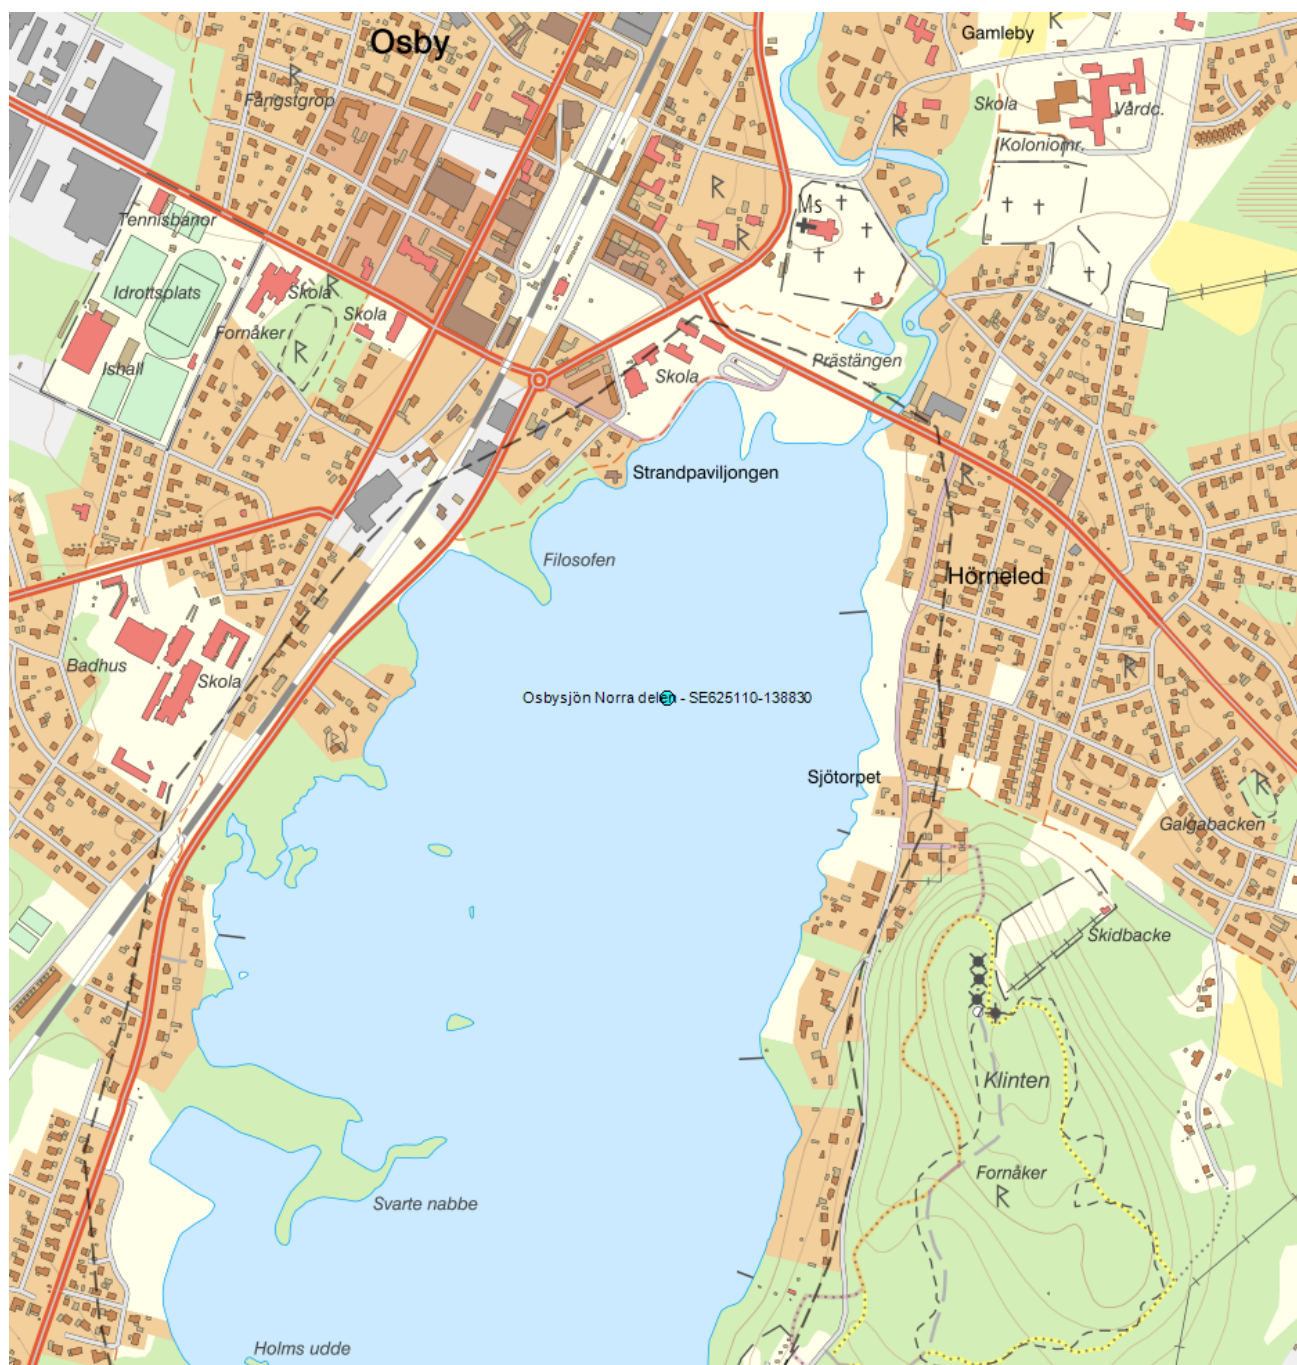 Osby
Gamleby
Fångstgrop
Skola
Vårdc.
Koloniomr.
Ms
Tennisbanor
Idrottsplats
Skola
Skola
Fornåker
Ishall
Skola
Prästängen
Strandpaviljongen
Filosofen
Hörneled
Badhus
Skola
Osbysjön Norra delen - SE625110-138830
Sjötorpet
Galgabacken
Skidbacke
Klinten
Fornåker
Svarte nabbe
Holms udde